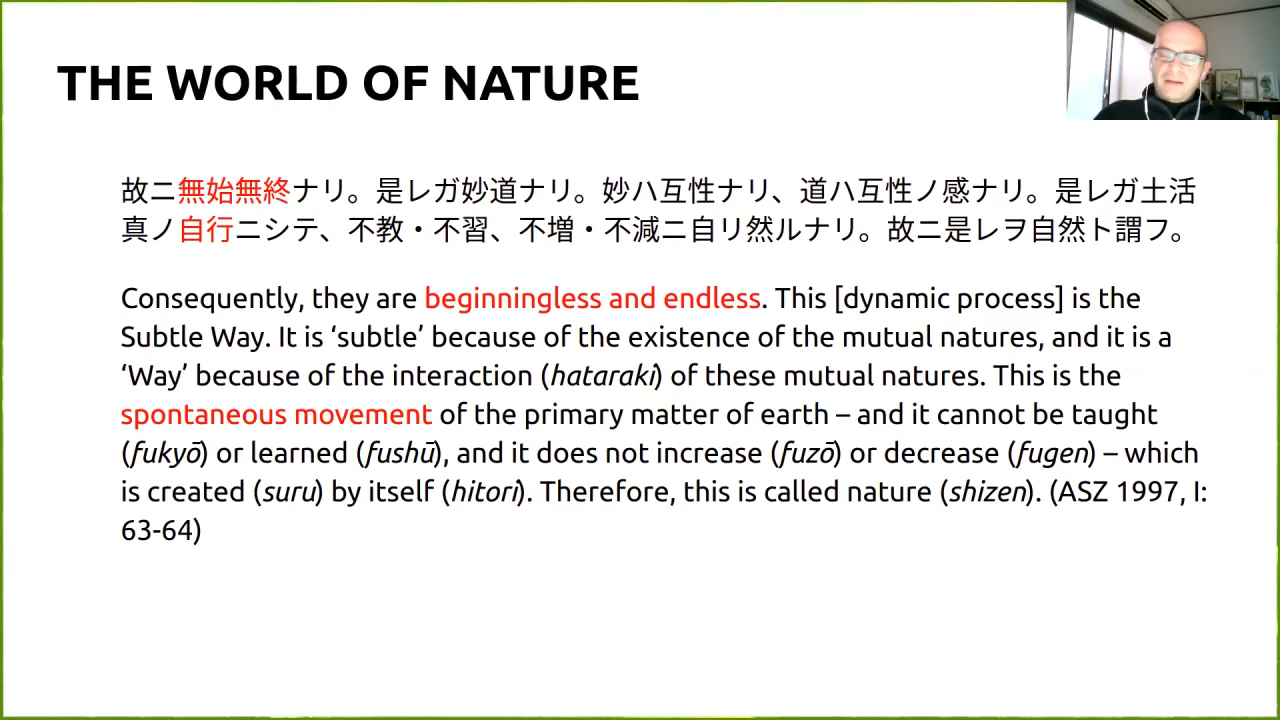 THE WORLD OF NATURE
故ニ無始無終ナリ。是レガ妙道ナリ。妙ハ互性ナリ、道ハ互性ノ感ナリ。是レガ土活
真ノ自行ニシテ、不教・不習、不増・不減ニ自リ然ルナリ。故ニ是レヲ自然ト謂フ。
Consequently, they are beginningless and endless. This [dynamic process] is the
Subtle Way. It is ‘subtle’ because of the existence of the mutual natures, and it is a
‘Way’ because of the interaction (hataraki) of these mutual natures. This is the
spontaneous movement of the primary matter of earth – and it cannot be taught
(fukyō) or learned (fushū), and it does not increase (fuzō) or decrease (fugen) – which
is created (suru) by itself (hitori). Therefore, this is called nature (shizen). (ASZ 1997, I:
63-64)